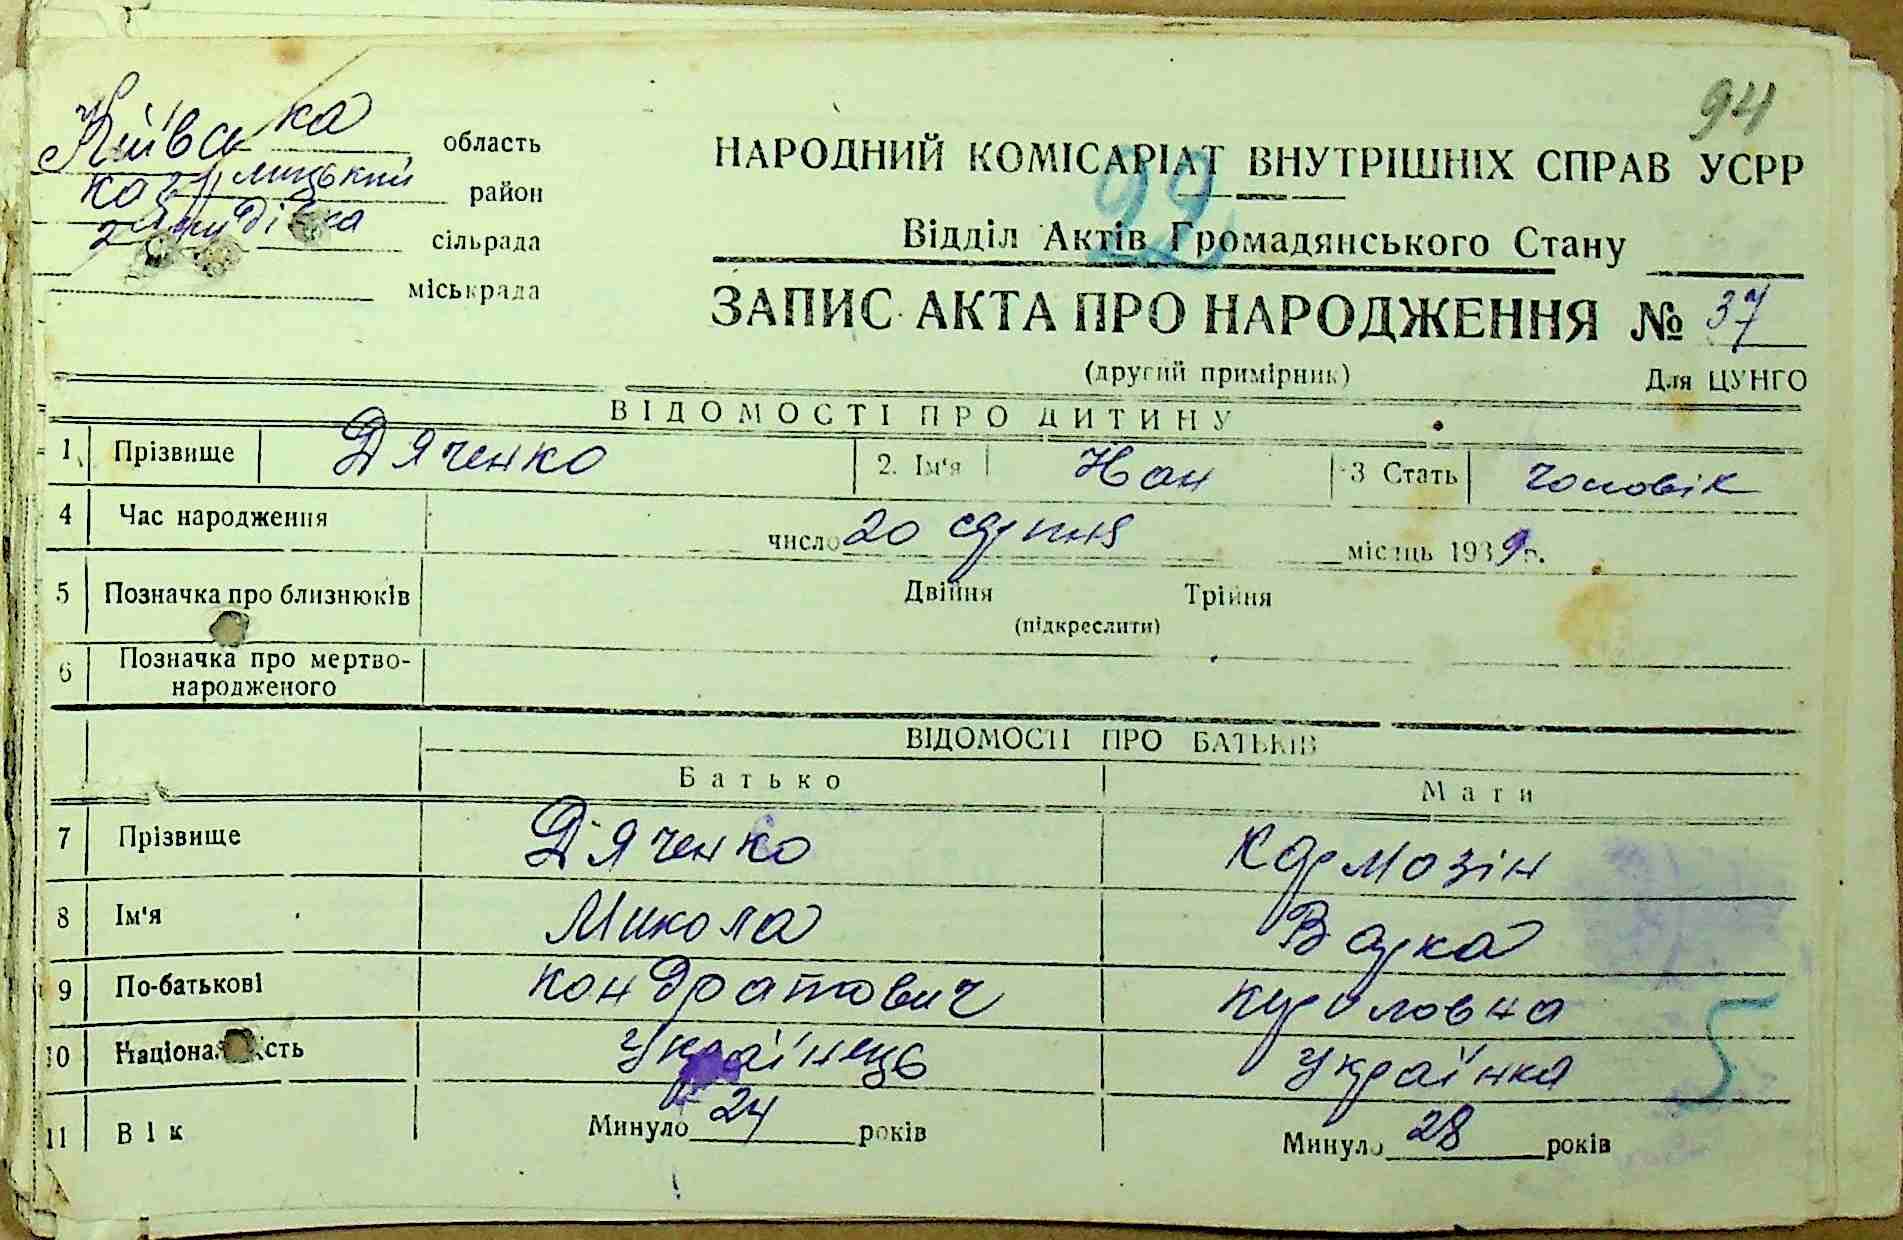 94
Київська область
район
сільрада
міськрада
НАРОДНИЙ КОМІСАРІАТ ВНУТРІШНІХ СПРАВ УСРР
22
Відділ Актів Громадянського Стану
ЗАПИС АКТА ПРО НАРОДЖЕННЯ № 37
(другий примірник) Для ЦУНГО
ВІДОМОСТІ ПРО ДИТИНУ
1 Прізвище Дяченко 2. Ім'я Іван 3 Стать чоловік
4 Час народження число 20 серпня місяць 1939 р.
5 Позначка про близнюків Двійня Трійня
(підкреслити)
6 Позначка про мертво-
народженого
ВІДОМОСТІ ПРО БАТЬКІВ
Батько Мати
7 Прізвище Дяченко Кармозін
8 Ім'я Микола Варка
9 По-батькові Кондратович Куриловна
10 Національність Українець Українка
5
11 Вік Минуло 24 років Минуло 28 років